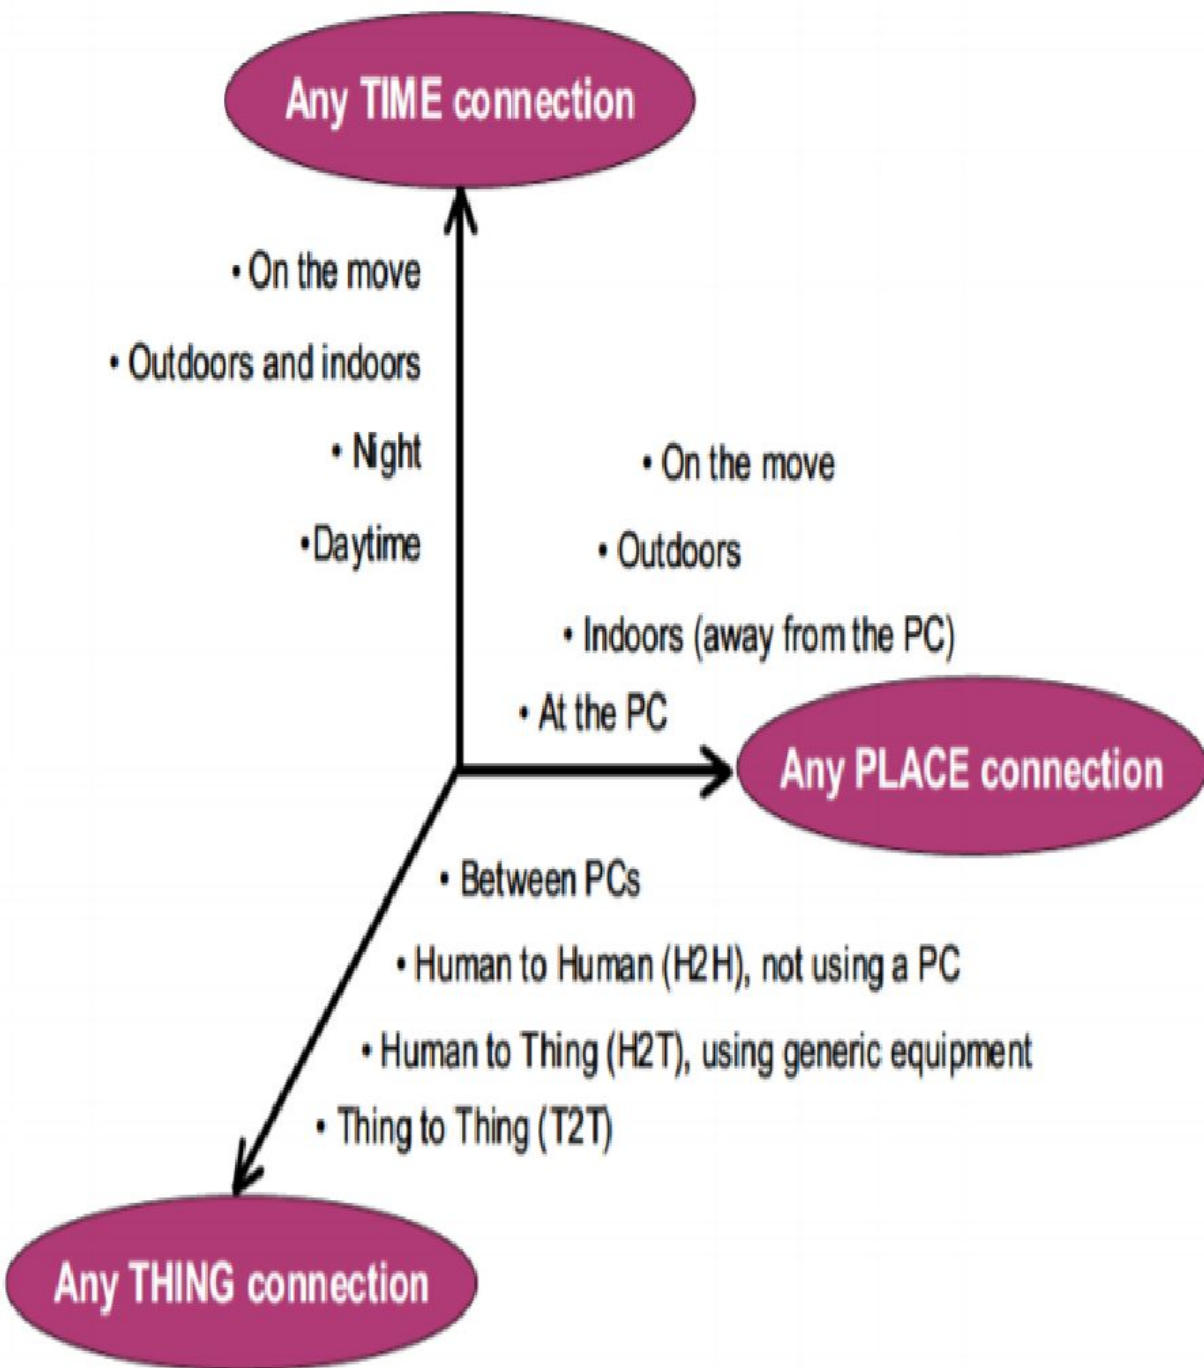 Any TIME connection
• On the move
• Outdoors and indoors
• Night
•Daytime
• On the move
• Outdoors
• Indoors (away from the PC)
• At the PC
Any PLACE connection
• Between PCs
• Human to Human (H2H), not using a PC
• Human to Thing (H2T), using generic equipment
• Thing to Thing (T2T)
Any THING connection